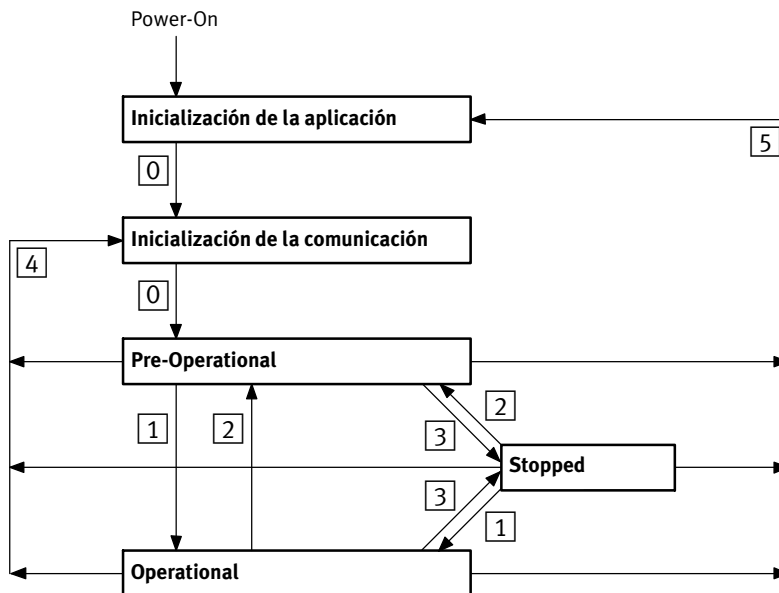 Power-On
Inicialización de la aplicación
5
0
Inicialización de la comunicación
4
0
Pre-Operational
1
2
2
3
Stopped
3
1
Operational